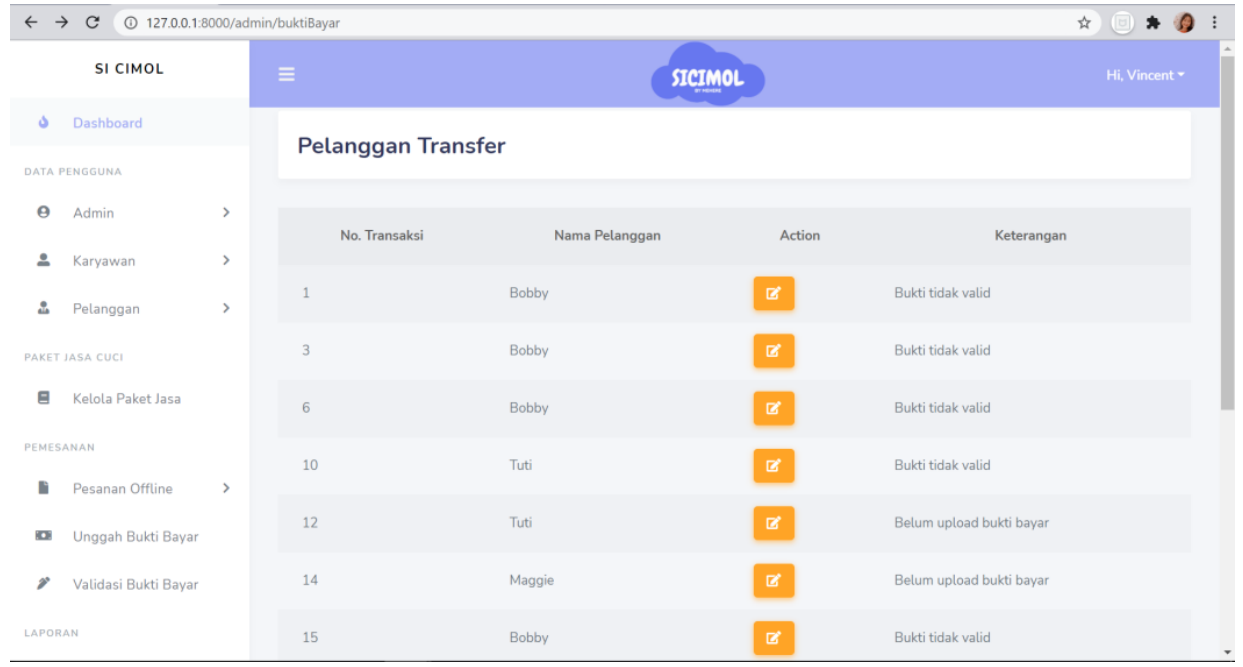 127.0.0.1:8000/admin/buktiBayar
SI CIMOL
SICIMOL
Hi, Vincent
Dashboard
Pelanggan Transfer
DATA PENGGUNA
Admin
Karyawan
Pelanggan
PAKET JASA CUCI
Kelola Paket Jasa
PEMESANAN
Pesanan Offline
Unggah Bukti Bayar
Validasi Bukti Bayar
LAPORAN
No. Transaksi Nama Pelanggan Action Keterangan
1 Bobby Bukti tidak valid
3 Bobby Bukti tidak valid
6 Bobby Bukti tidak valid
10 Tuti Bukti tidak valid
12 Tuti Belum upload bukti bayar
14 Maggie Belum upload bukti bayar
15 Bobby Bukti tidak valid